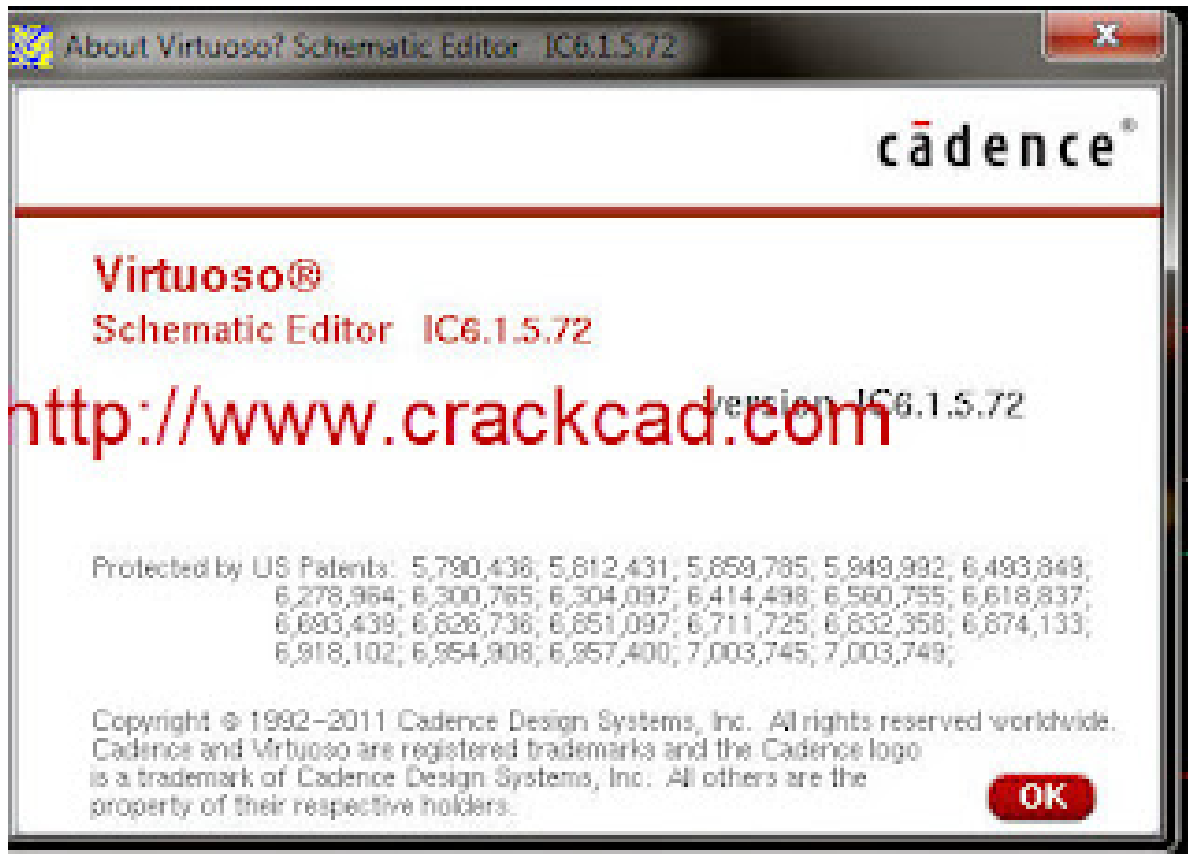 About Virtuoso? Schematic Editor IC6.1.5.72
cādence®
Virtuoso®
Schematic Editor IC6.1.5.72
version IC6.1.5.72
http://www.crackcad.com
Protected by US Patents: 5,790,436; 5,812,431; 5,859,785; 5,949,992; 6,493,849;
6,278,964; 6,300,765; 6,304,097; 6,414,498; 6,560,755; 6,618,837;
6,693,439; 6,826,736; 6,851,097; 6,711,725; 6,832,358; 6,874,133;
6,918,102; 6,954,908; 6,957,400; 7,003,745; 7,003,749;
Copyright © 1992-2011 Cadence Design Systems, Inc. All rights reserved worldwide.
Cadence and Virtuoso are registered trademarks and the Cadence logo
is a trademark of Cadence Design Systems, Inc. All others are the
property of their respective holders.
OK